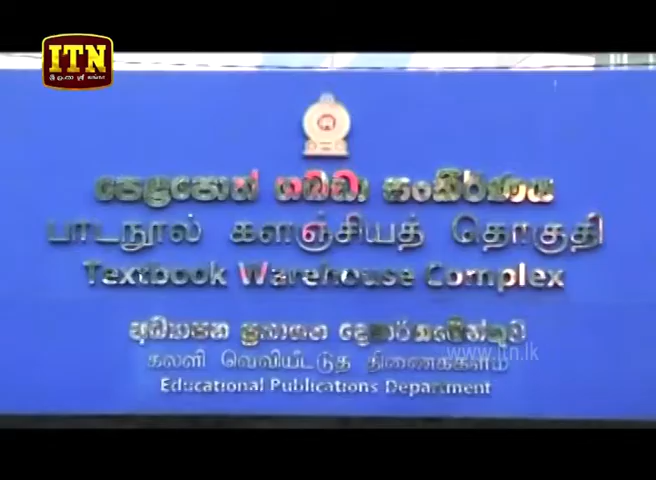 ITN
පෙළපොත් ගබඩා සංකීර්ණය
பாடநூல் களஞ்சியத் தொகுதி
Textbook Warehouse Complex
අධ්‍යාපන ප්‍රකාශන දෙපාර්තමේන්තුව
www.itn.lk
கலவி வெளியீட்டுத் திணைக்களம்
Educational Publications Department